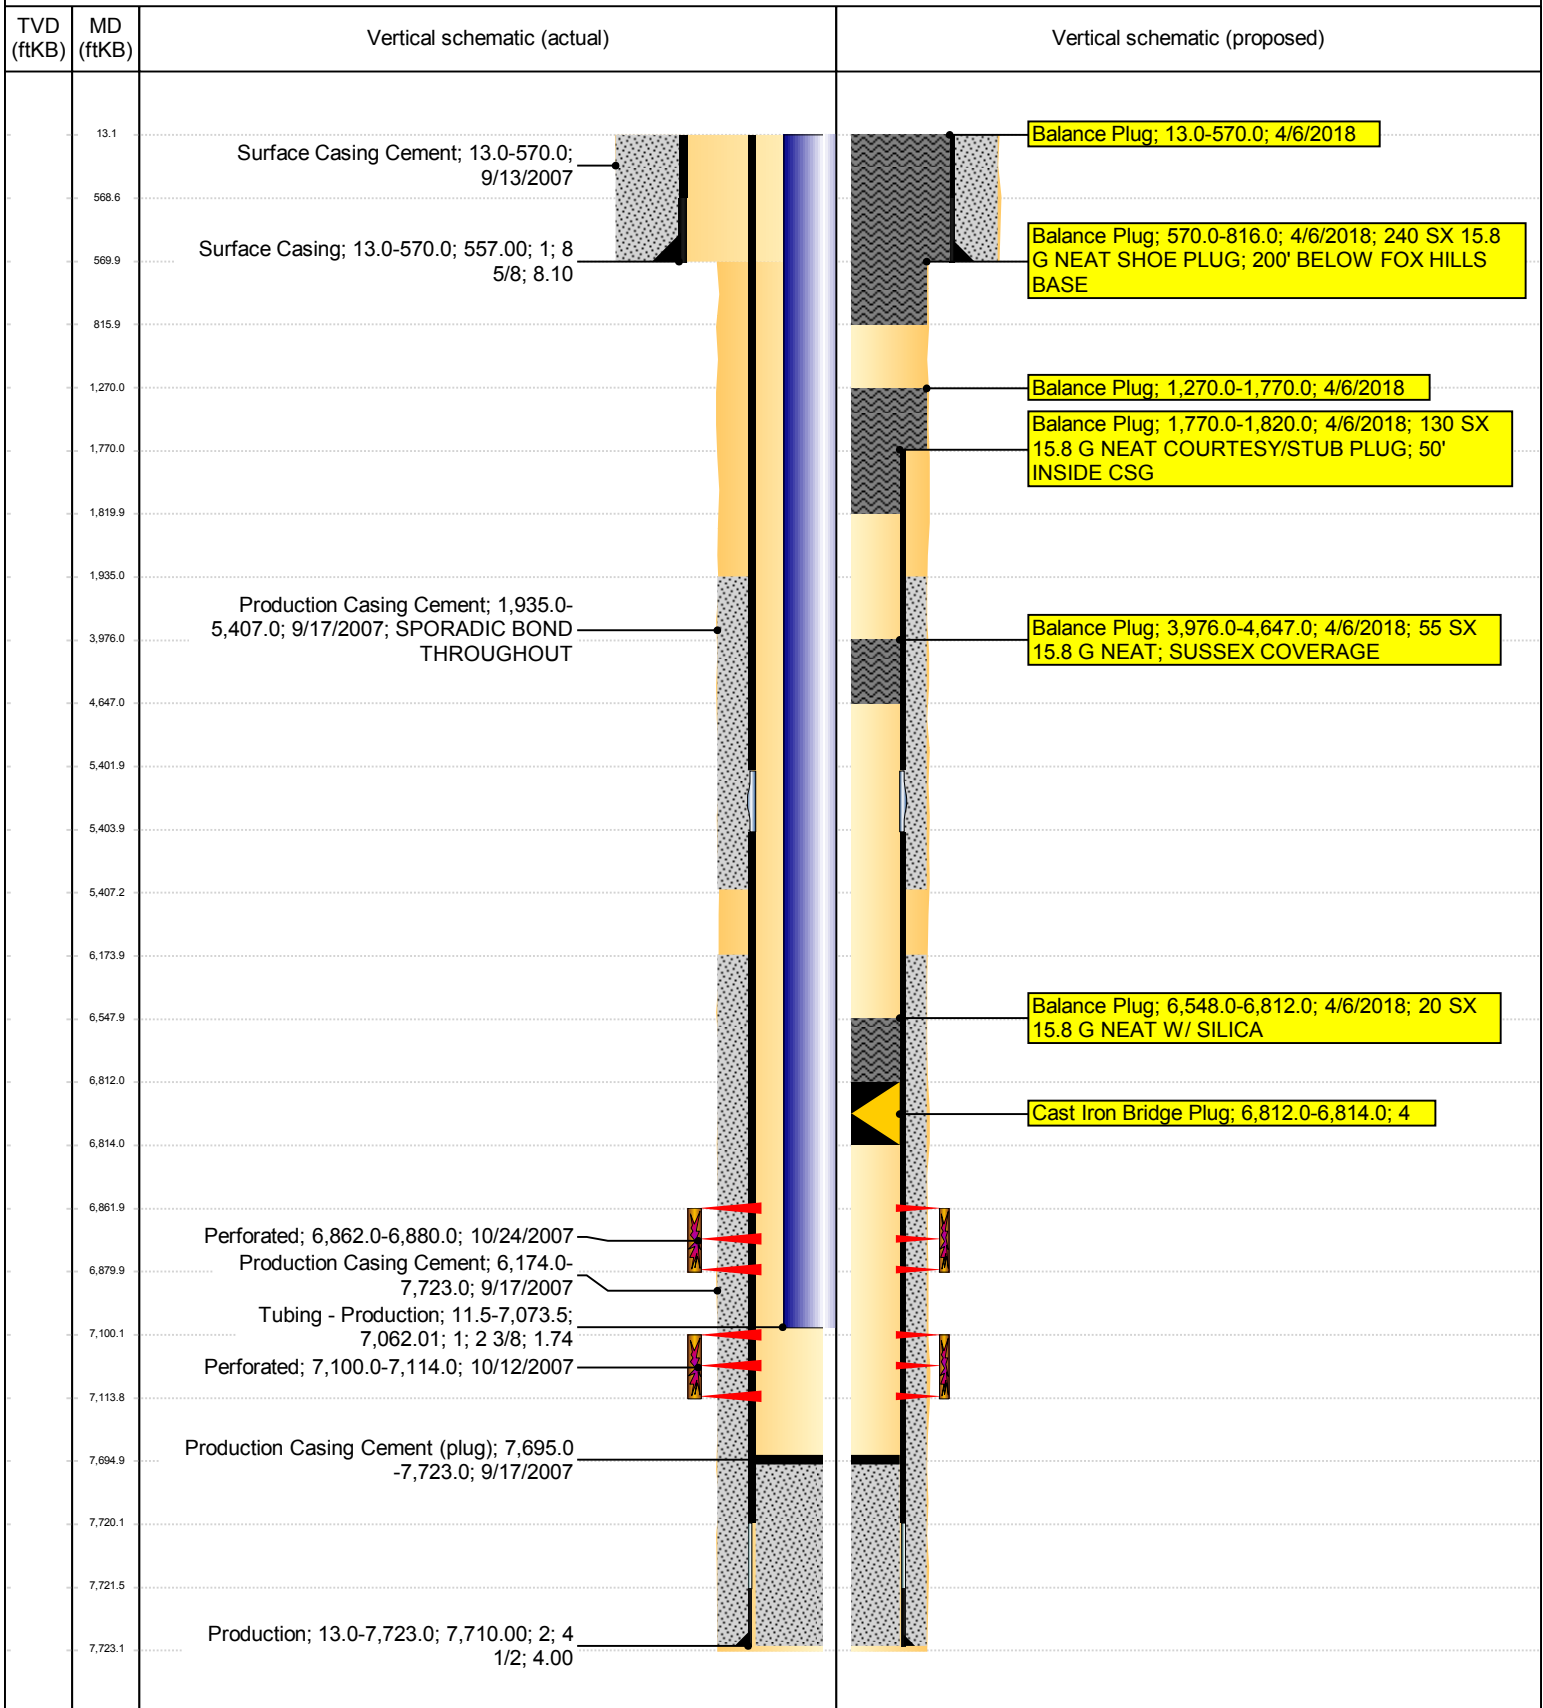 TVD
(ftKB)
MD
(ftKB)
Vertical schematic (actual)
Vertical schematic (proposed)
13.1
568.6
569.9
815.9
1,270.0
1,770.0
1,819.9
1,935.0
3,976.0
4,647.0
5,401.9
5,403.9
5,407.2
6,173.9
6,547.9
6,812.0
6,814.0
6,861.9
6,879.9
7,100.1
7,113.8
7,694.9
7,720.1
7,721.5
7,723.1
Surface Casing Cement; 13.0-570.0;
9/13/2007
Surface Casing; 13.0-570.0; 557.00; 1; 8
5/8; 8.10
Production Casing Cement; 1,935.0-
5,407.0; 9/17/2007; SPORADIC BOND
THROUGHOUT
Perforated; 6,862.0-6,880.0; 10/24/2007
Production Casing Cement; 6,174.0-
7,723.0; 9/17/2007
Tubing - Production; 11.5-7,073.5;
7,062.01; 1; 2 3/8; 1.74
Perforated; 7,100.0-7,114.0; 10/12/2007
Production Casing Cement (plug); 7,695.0
-7,723.0; 9/17/2007
Production; 13.0-7,723.0; 7,710.00; 2; 4
1/2; 4.00
Balance Plug; 13.0-570.0; 4/6/2018
Balance Plug; 570.0-816.0; 4/6/2018; 240 SX 15.8
G NEAT SHOE PLUG; 200' BELOW FOX HILLS
BASE
Balance Plug; 1,270.0-1,770.0; 4/6/2018
Balance Plug; 1,770.0-1,820.0; 4/6/2018; 130 SX
15.8 G NEAT COURTESY/STUB PLUG; 50'
INSIDE CSG
Balance Plug; 3,976.0-4,647.0; 4/6/2018; 55 SX
15.8 G NEAT; SUSSEX COVERAGE
Balance Plug; 6,548.0-6,812.0; 4/6/2018; 20 SX
15.8 G NEAT W/ SILICA
Cast Iron Bridge Plug; 6,812.0-6,814.0; 4